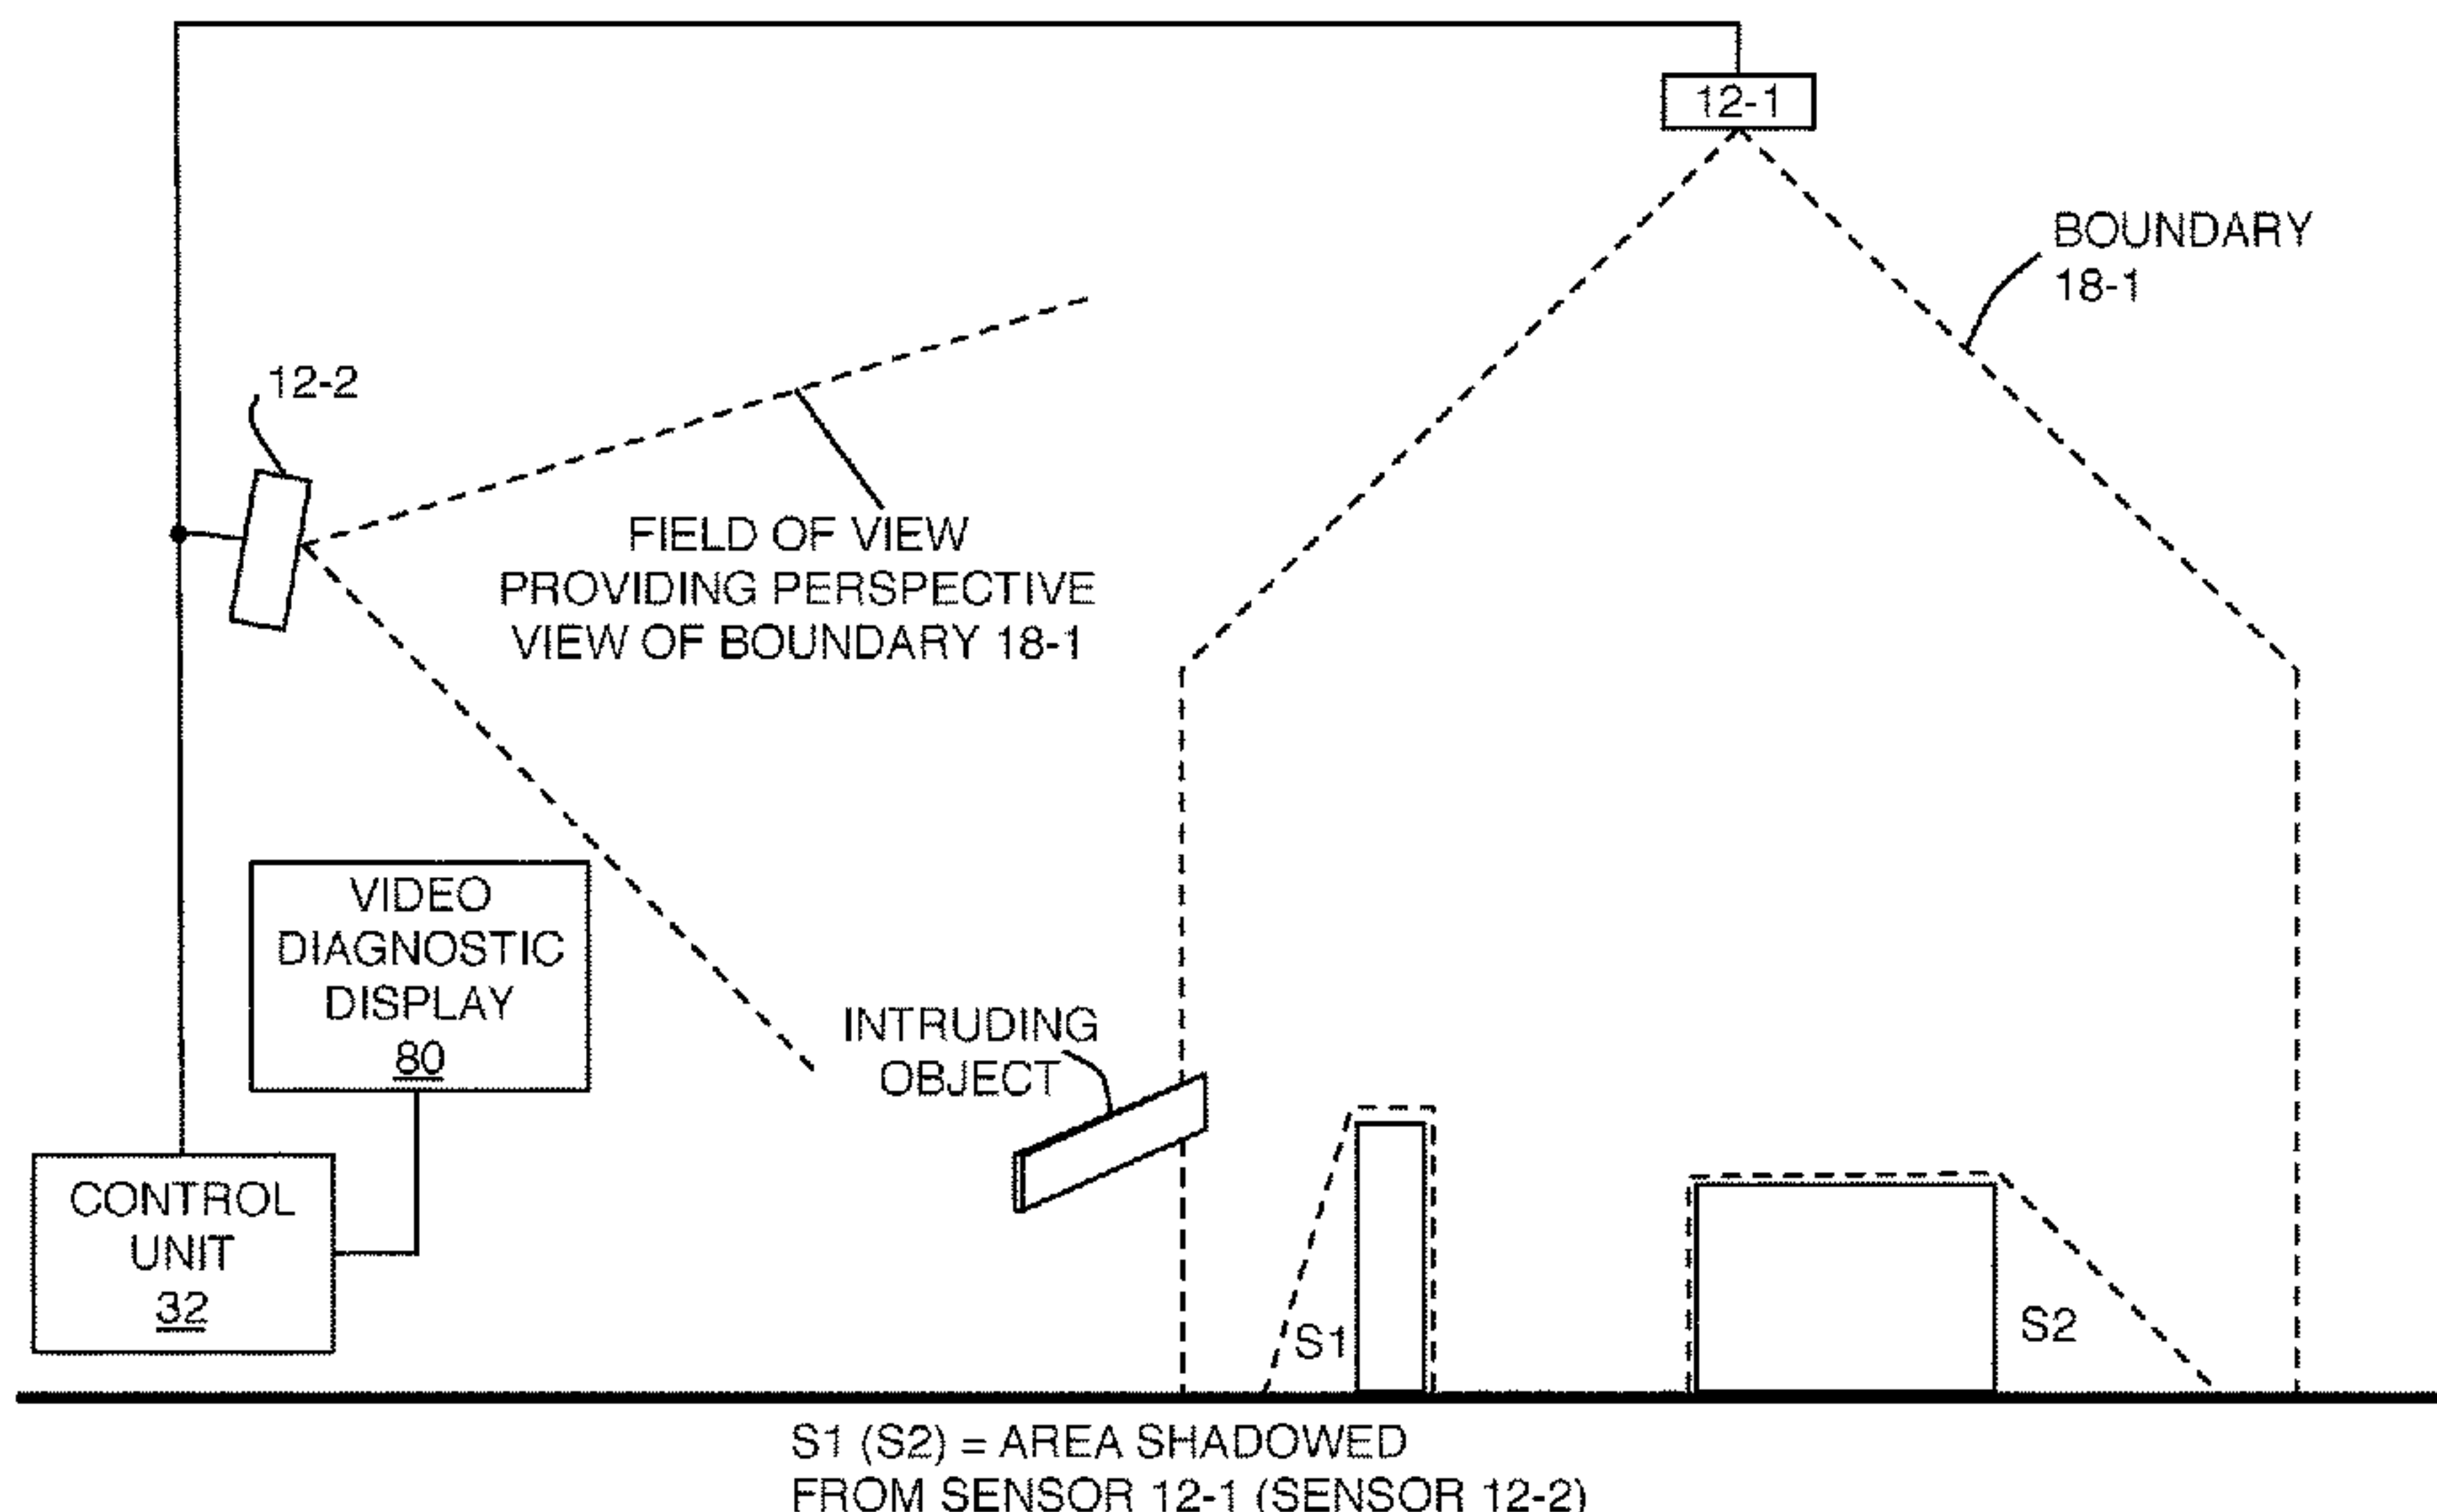 12-1
BOUNDARY
18-1
12-2
FIELD OF VIEW
PROVIDING PERSPECTIVE
VIEW OF BOUNDARY 18-1
VIDEO
DIAGNOSTIC
DISPLAY
80
INTRUDING
OBJECT
CONTROL
UNIT
32
S1
S2
S1 (S2) = AREA SHADOWED
FROM SENSOR 12-1 (SENSOR 12-2)